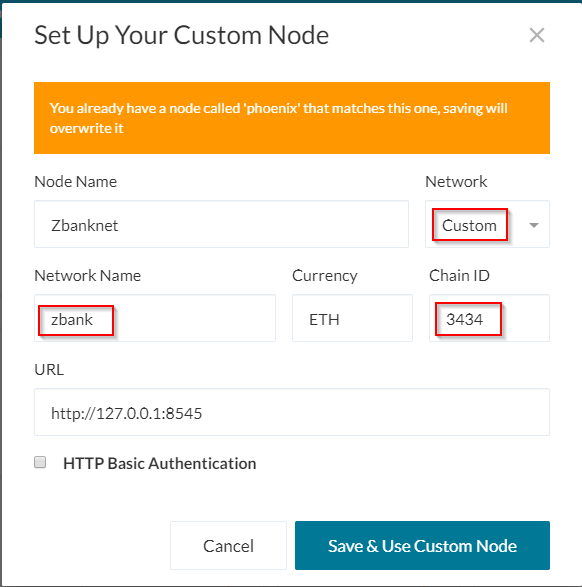 Set Up Your Custom Node
You already have a node called 'phoenix' that matches this one, saving will
overwrite it
Node Name
Network
Zbanknet
Custom
Network Name
Currency
Chain ID
zbank
ETH
3434
URL
http://127.0.0.1:8545
HTTP Basic Authentication
Cancel
Save & Use Custom Node